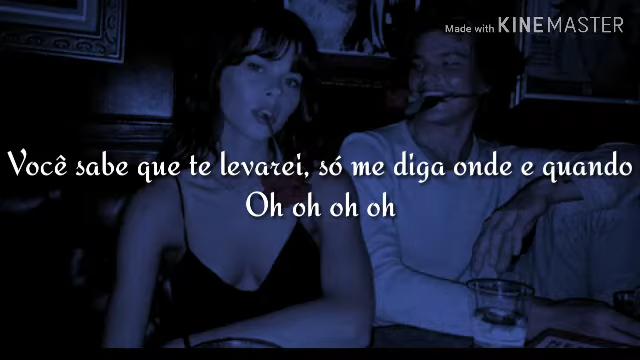 Made with KINEMASTER
Você sabe que te levarei, só me diga onde e quando
Oh oh oh oh